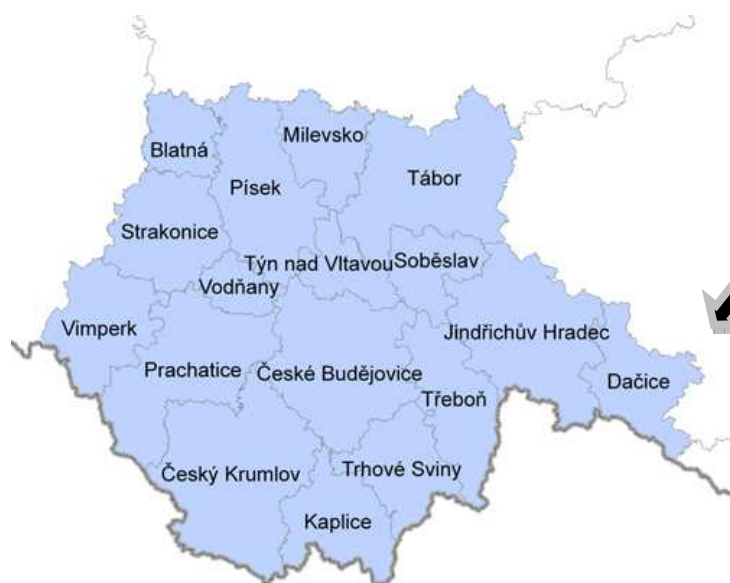 Milevsko
Blatná
Tábor
Písek
Strakonice
Týn nad Vltavou
Soběslav
Vodňany
Vimperk
Jindřichův Hradec
Prachatice
České Budějovice
Dačice
Třeboň
Trhové Sviny
Český Krumlov
Kaplice